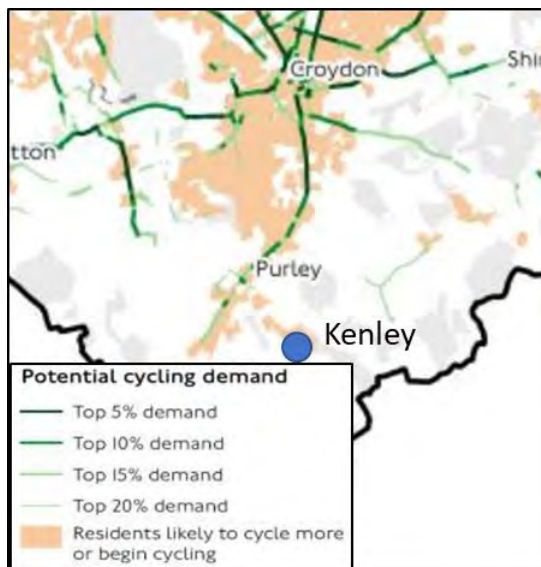 Croydon
Shi
tton
Purley
Kenley
Potential cycling demand
Top 5% demand
Top 10% demand
Top 15% demand
Top 20% demand
Residents likely to cycle more
or begin cycling